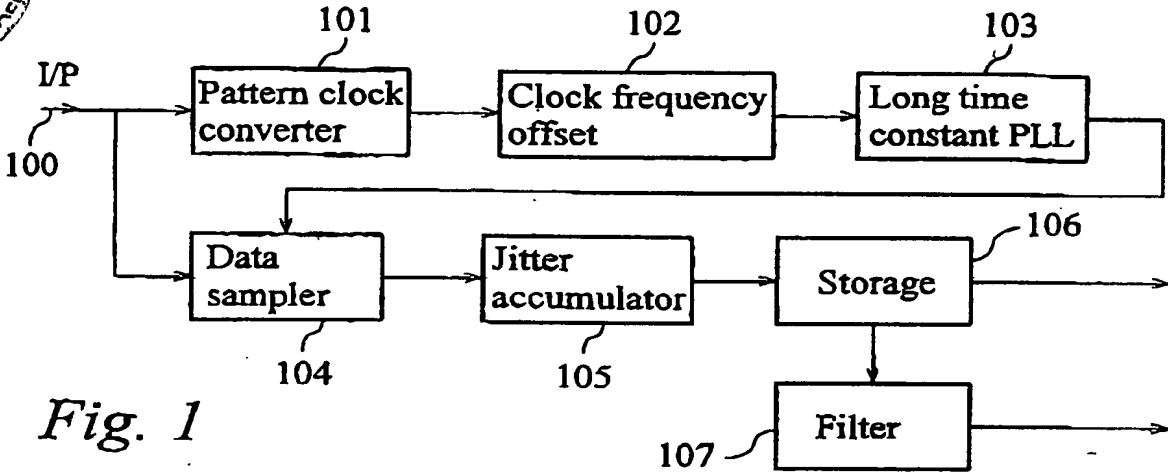 101
102
103
I/P
Pattern clock
converter
Clock frequency
offset
Long time
constant PLL
100
106
Data
sampler
Jitter
accumulator
Storage
104
105
Filter
107
Fig. 1